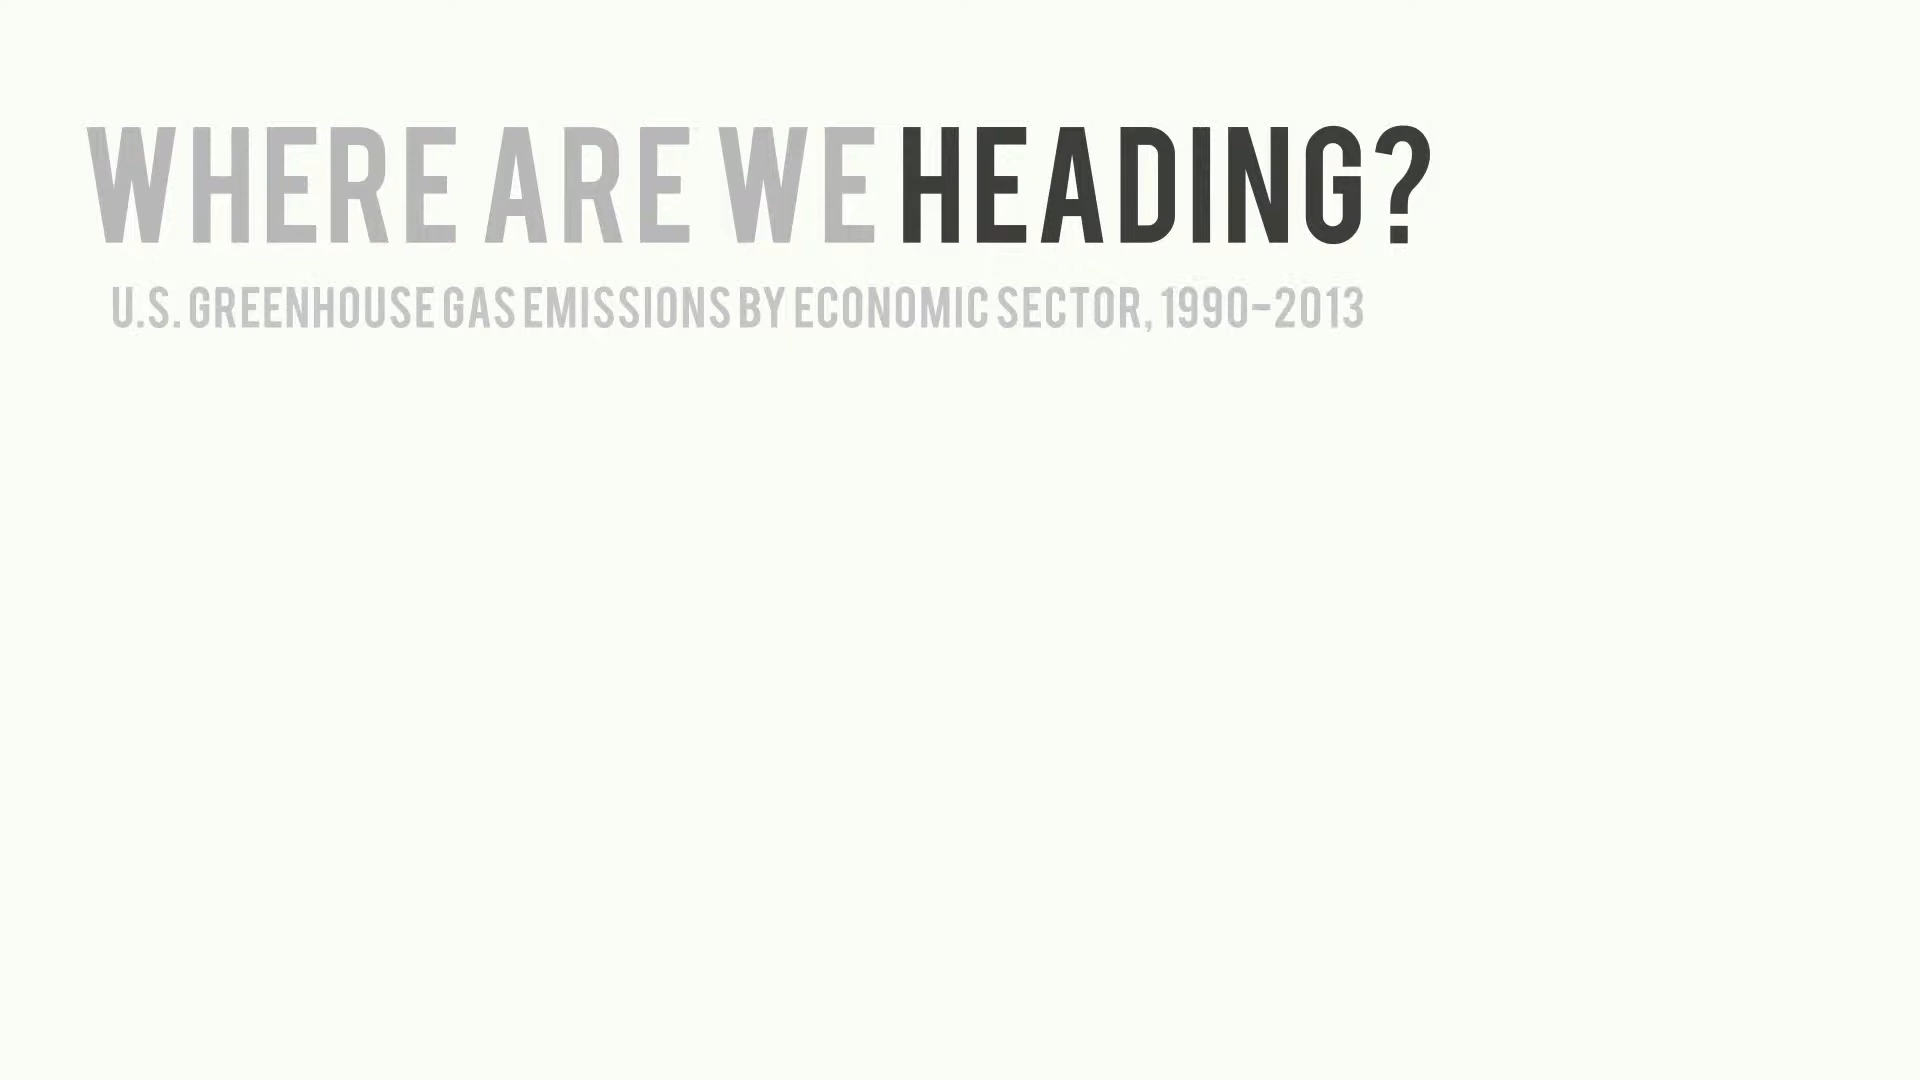 WHERE ARE WE HEADING?
U.S. GREENHOUSE GAS EMISSIONS BY ECONOMIC SECTOR, 1990–2013